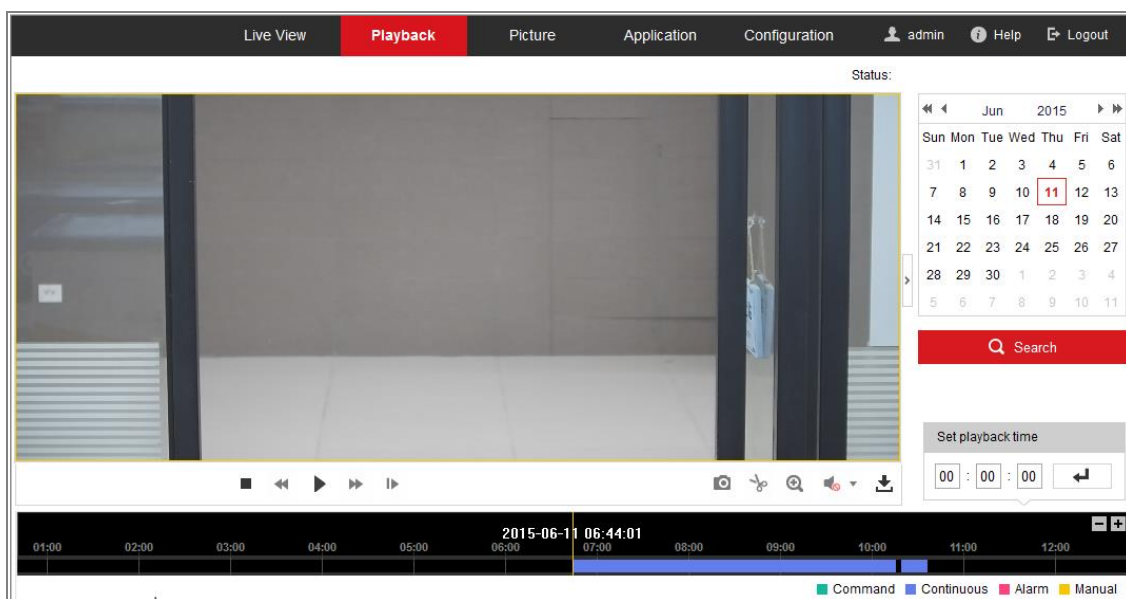 Live View Playback Picture Application Configuration admin Help Logout
Status:
Jun 2015
Sun Mon Tue Wed Thu Fri Sat
31 1 2 3 4 5 6
7 8 9 10 11 12 13
14 15 16 17 18 19 20
21 22 23 24 25 26 27
28 29 30 1 2 3 4
5 6 7 8 9 10 11
Search
Set playback time
00 : 00 : 00
2015-06-11 06:44:01
01:00 02:00 03:00 04:00 05:00 06:00 07:00 08:00 09:00 10:00 11:00 12:00
Command Continuous Alarm Manual